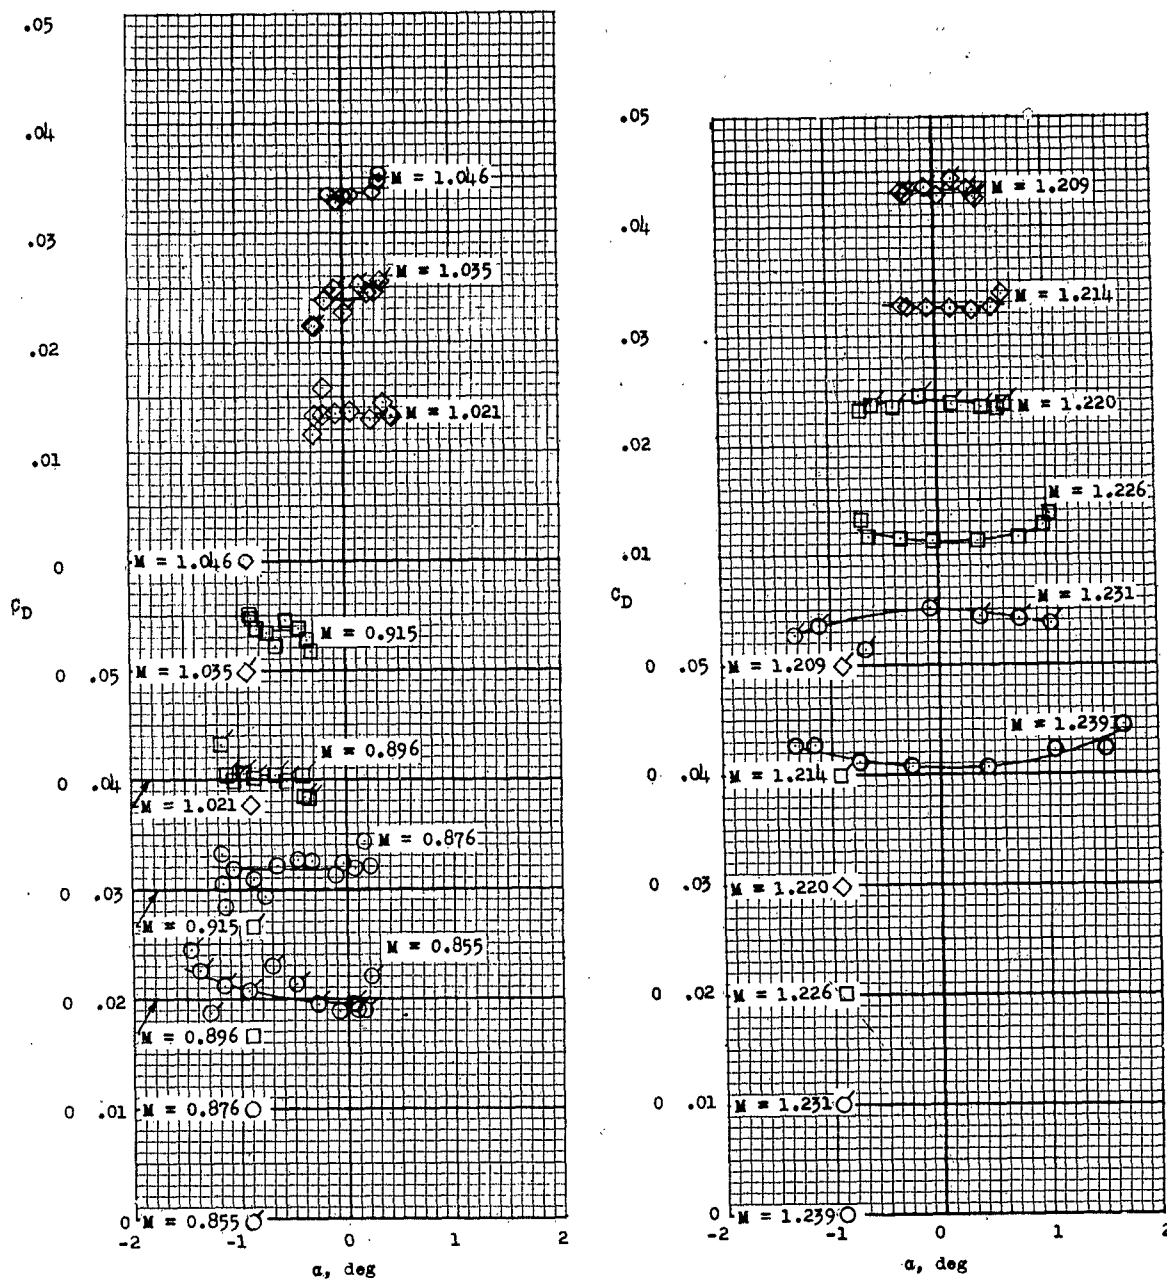 .05
.04
M = 1.046
.03
M = 1.035
.02
M = 1.021
.01
M = 1.046
0
C_D
M = 0.915
0 .05
M = 1.035
M = 0.896
0 .04
M = 1.021
M = 0.876
0 .03
M = 0.915
M = 0.855
0 .02
M = 0.896
0 .01
M = 0.876
0
M = 0.855
-2 -1 0 1 2
α, deg
.05
M = 1.209
.04
M = 1.214
.03
M = 1.220
.02
M = 1.226
.01
M = 1.231
C_D
0 .05
M = 1.209
M = 1.239
0 .04
M = 1.214
0 .03
M = 1.220
0 .02
M = 1.226
0 .01
M = 1.231
0
M = 1.239
-2 -1 0 1 2
α, deg